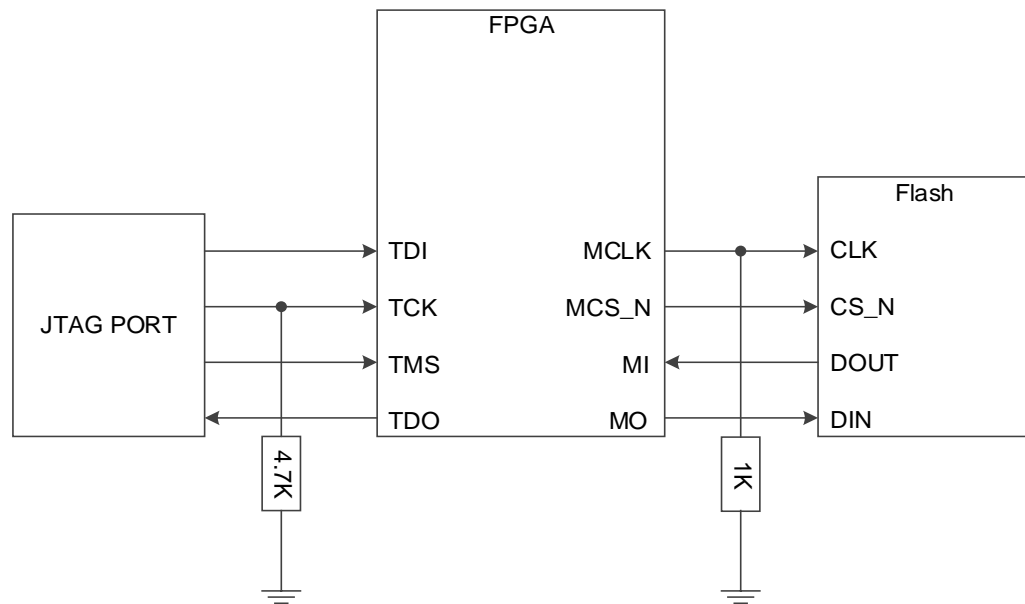 FPGA
Flash
JTAG PORT
TDI
TCK
TMS
TDO
MCLK
MCS_N
MI
MO
CLK
CS_N
DOUT
DIN
4.7K
1K